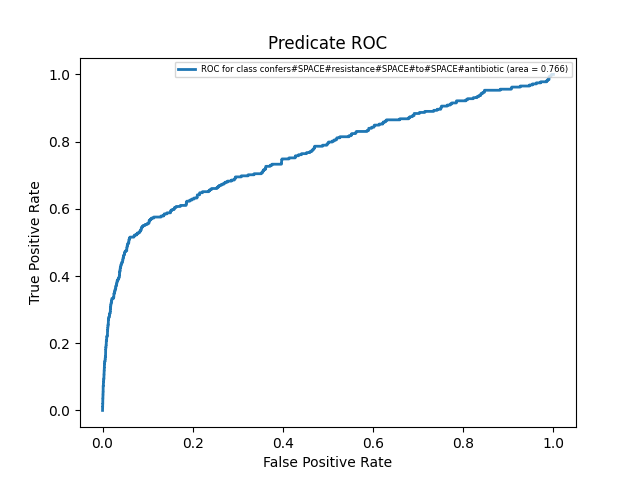 Predicate ROC
ROC for class confers#SPACE#resistance#SPACE#to#SPACE#antibiotic (area = 0.766)
True Positive Rate
1.0
0.8
0.6
0.4
0.2
0.0
0.0 0.2 0.4 0.6 0.8 1.0
False Positive Rate